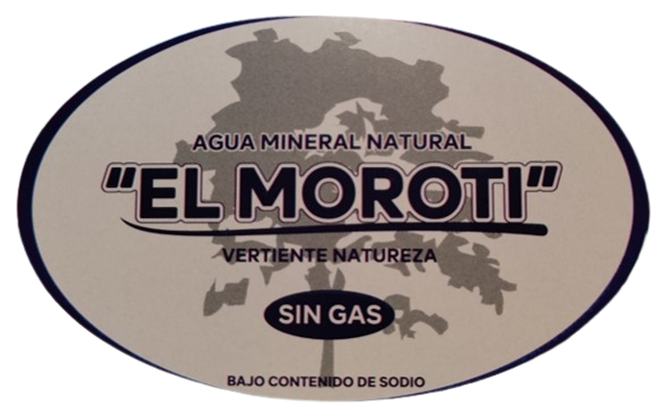 AGUA MINERAL NATURAL
"EL MOROTI"
VERTIENTE NATUREZA
SIN GAS
BAJO CONTENIDO DE SODIO